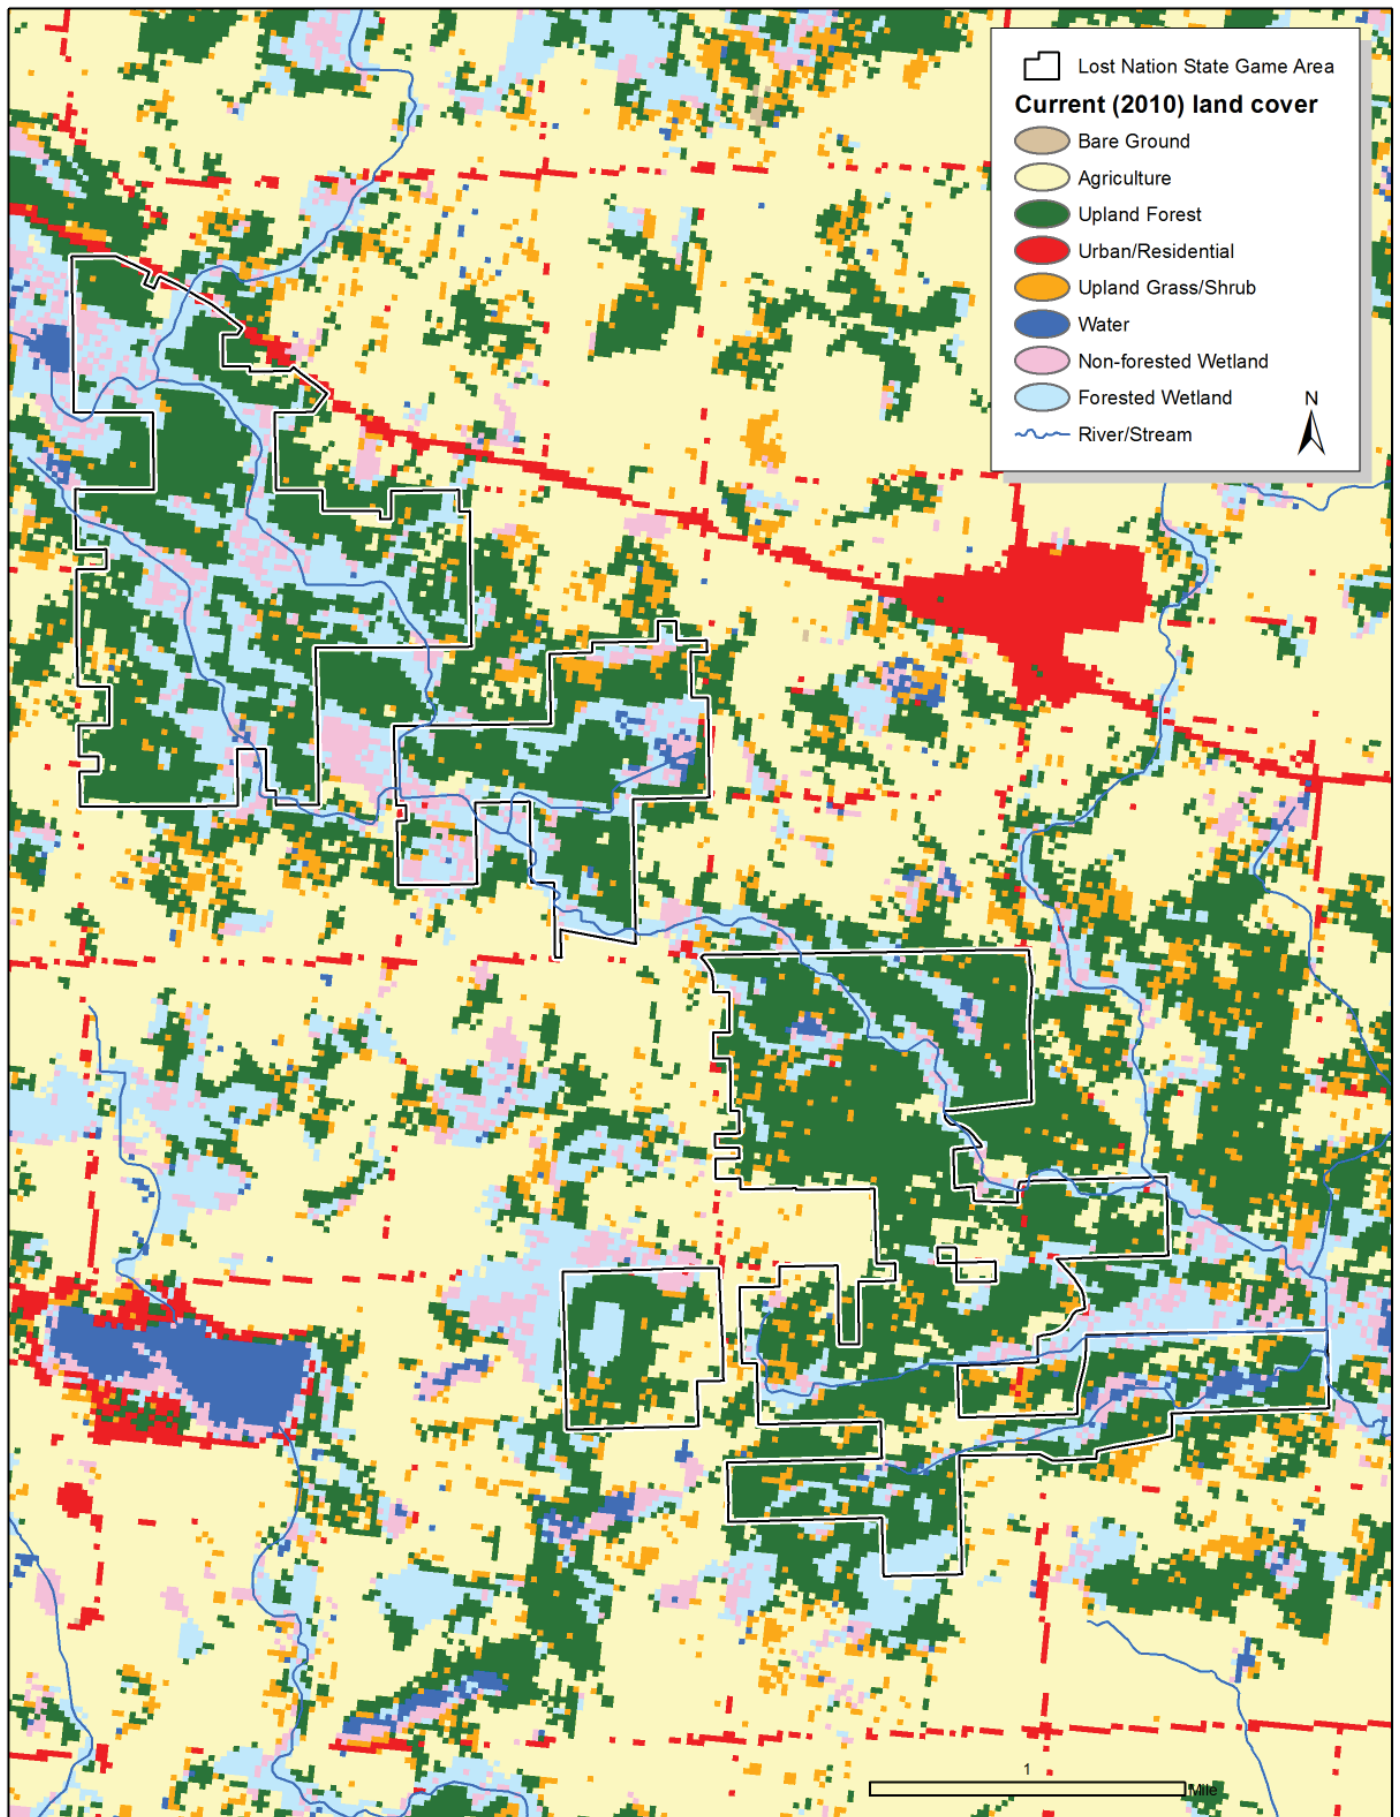 Lost Nation State Game Area
Current (2010) land cover
Bare Ground
Agriculture
Upland Forest
Urban/Residential
Upland Grass/Shrub
Water
Non-forested Wetland
Forested Wetland
River/Stream
N
1
Mile